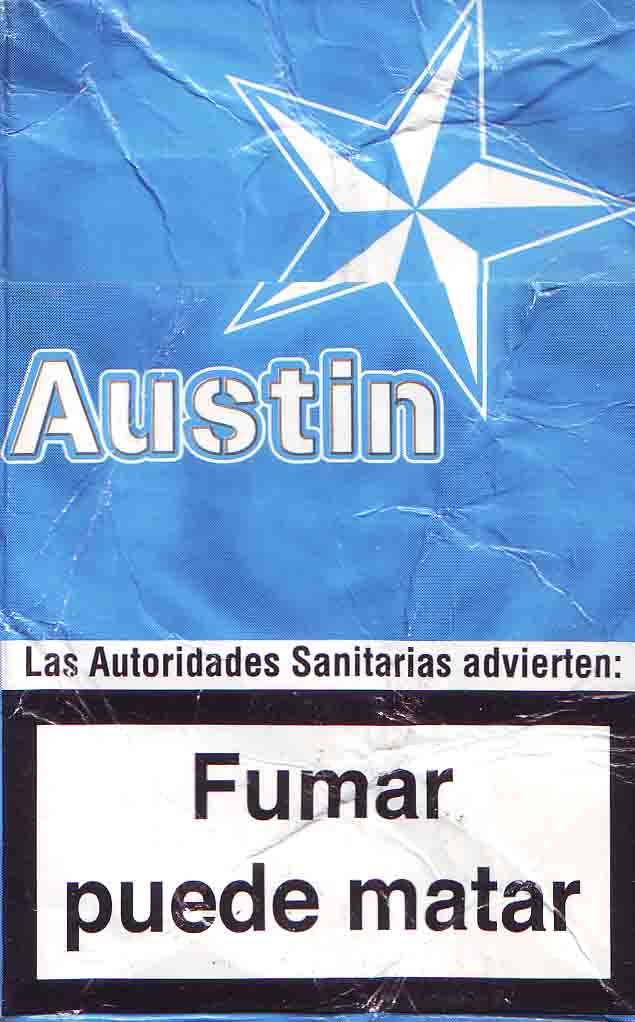 Austin
Las Autoridades Sanitarias advierten:
Fumar
puede matar